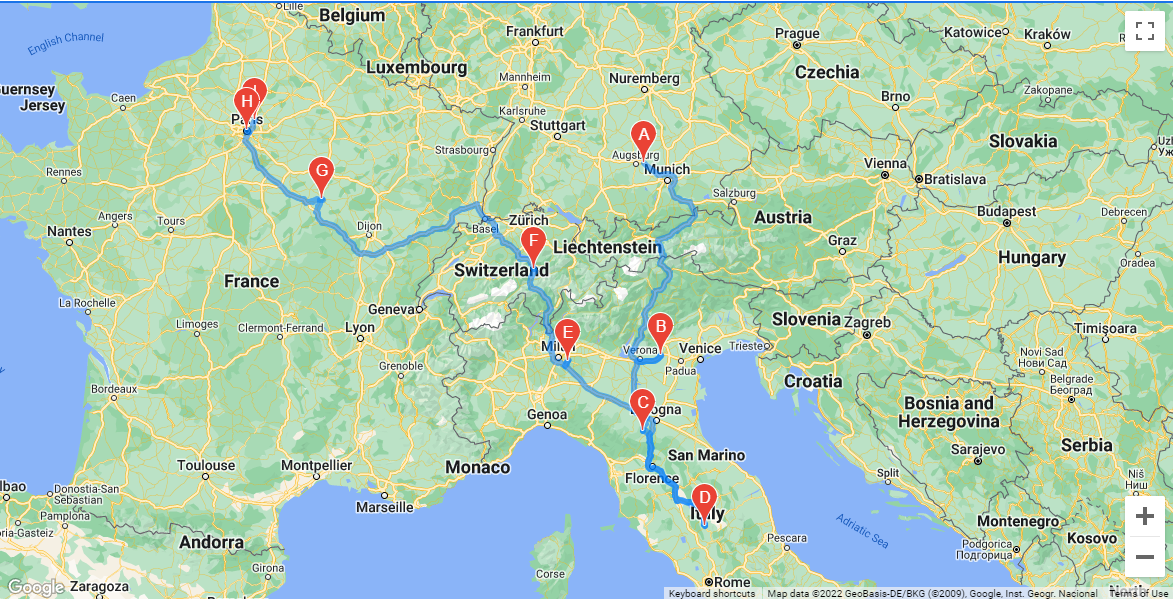 Lille
Belgium
Frankfurt
Prague
Katowice
Kraków
English Channel
Luxembourg
Mannheim
Nuremberg
Czechia
Guernsey
Jersey
Caen
Karlsruhe
Stuttgart
Brno
Zakopane
H
Paris
A
Slovakia
Strasbourg
Augsburg
Munich
Vienna
Bratislava
Rennes
G
Salzburg
Angers
Tours
Dijon
Basel
Zürich
Austria
Budapest
Debrecen
Nantes
F
Liechtenstein
Graz
Hungary
Oradea
Switzerland
France
La Rochelle
Geneva
Limoges
Clermont-Ferrand
Lyon
E
B
Slovenia
Zagreb
Timișoara
Milan
Verona
Venice
Trieste
Padua
Novi Sad
Нови Сад
Grenoble
Croatia
Belgrade
Београд
Bordeaux
C
Bologna
Genoa
Bosnia and
Herzegovina
Serbia
Monaco
San Marino
Sarajevo
Toulouse
Montpellier
Florence
Split
Niš
Ниш
Donostia-San
Sebastian
Marseille
D
Italy
Pamplona
Vitoria-Gasteiz
Adriatic Sea
Montenegro
Kosovo
Andorra
Pescara
Podgorica
Подгорица
Girona
Corse
Google
Zaragoza
Rome
Keyboard shortcuts
Map data ©2022 GeoBasis-DE/BKG (©2009), Google, Inst. Geogr. Nacional
Terms of Use